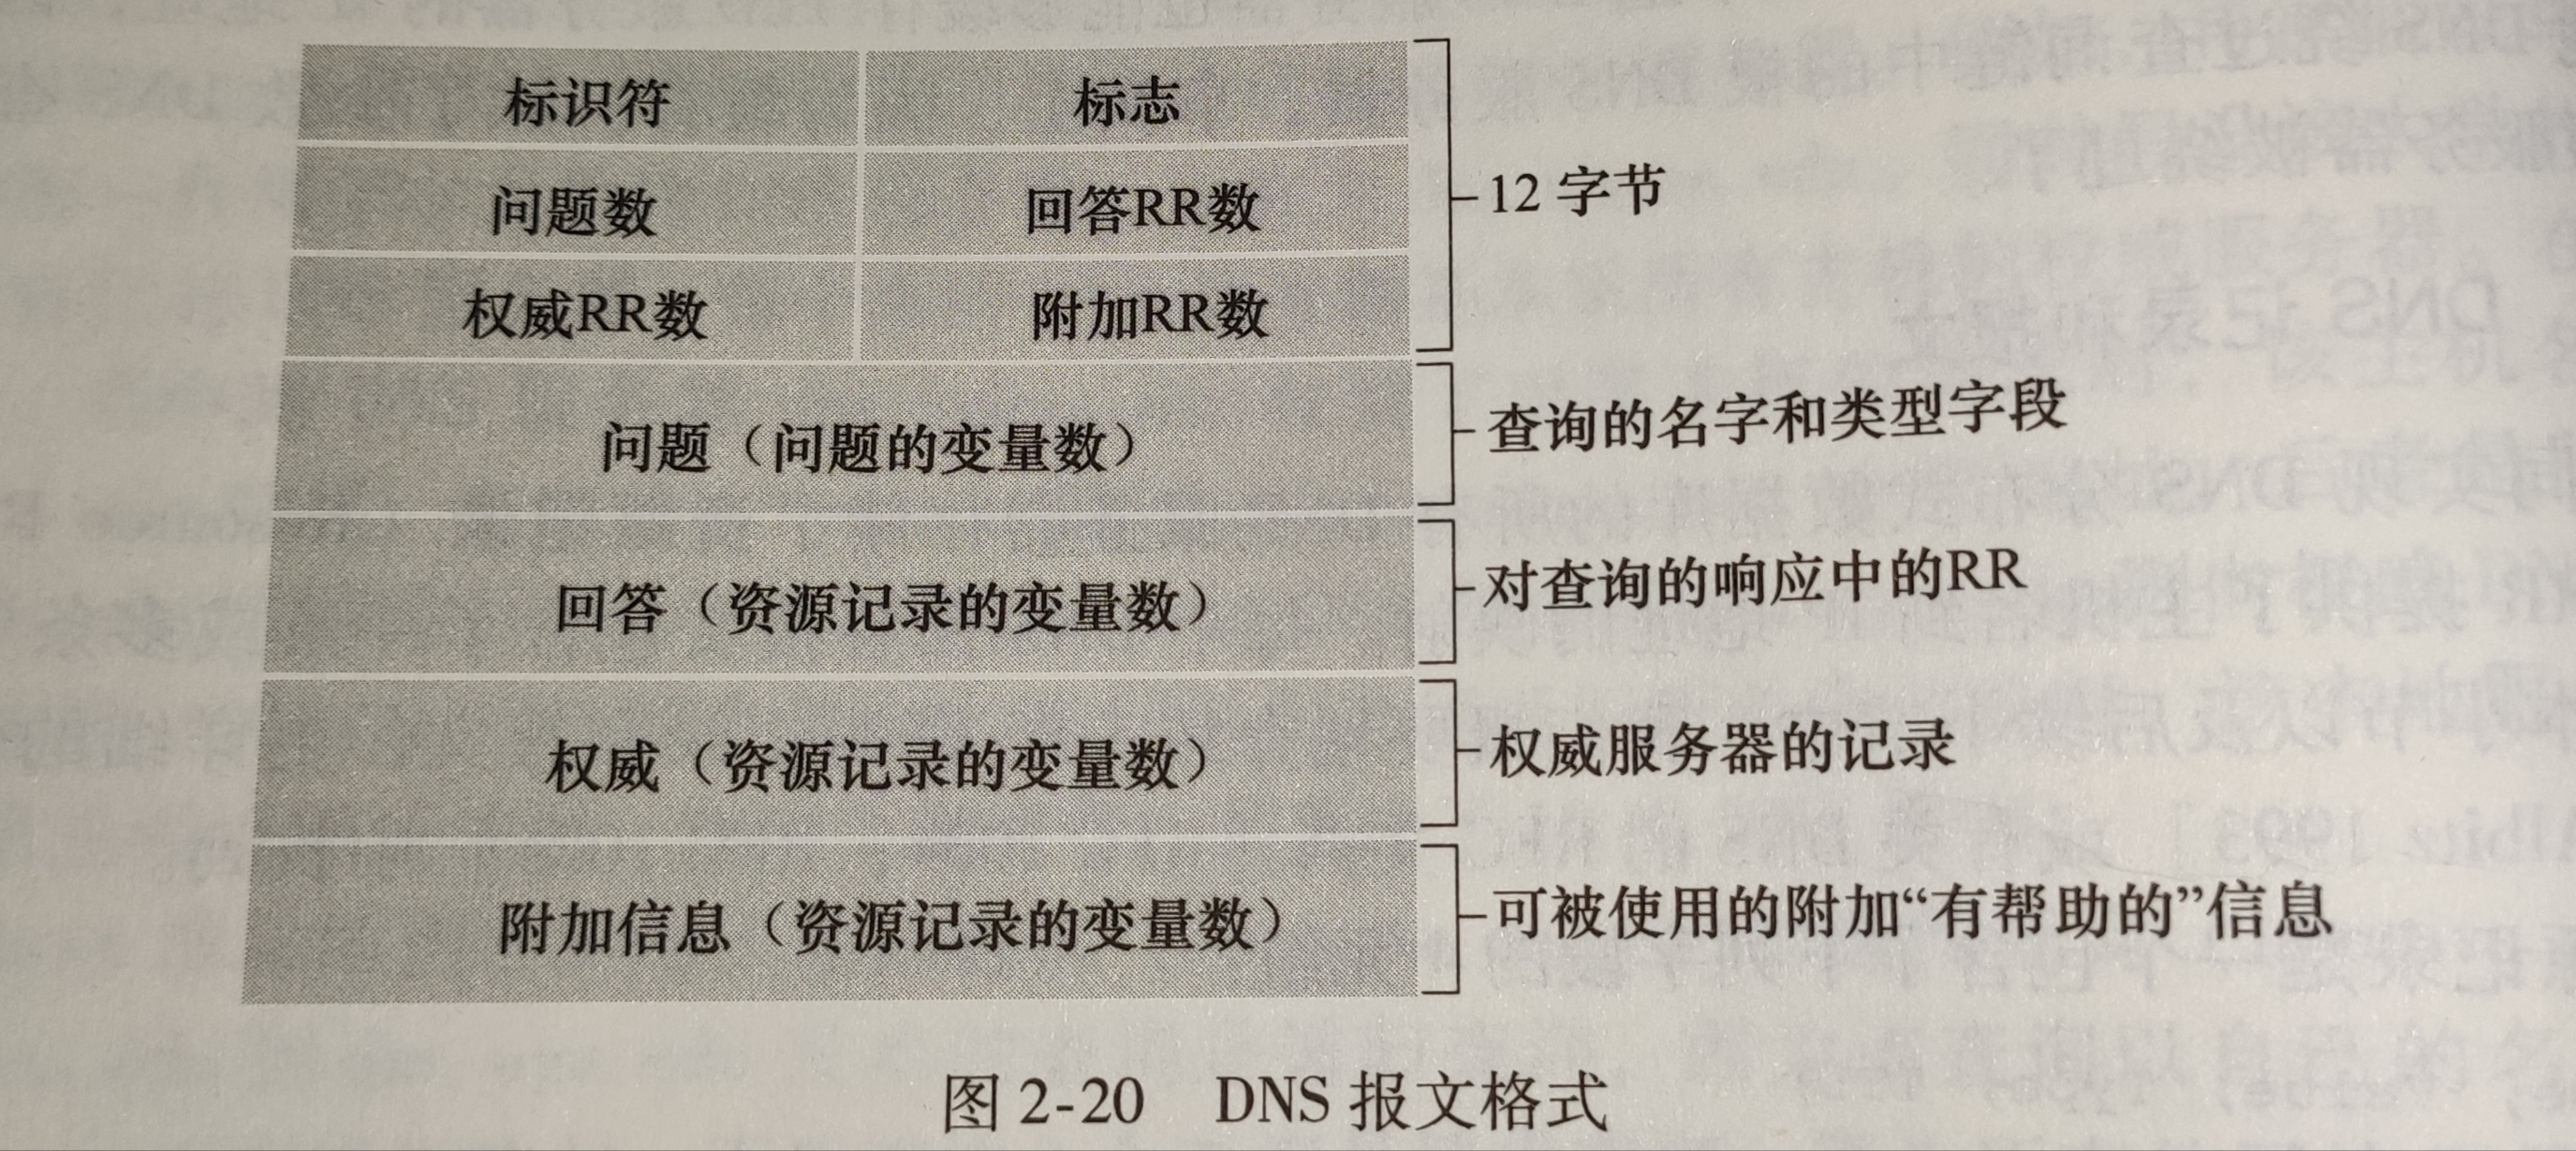 标识符 标志
问题数 回答RR数
权威RR数 附加RR数
12 字节
问题（问题的变量数）
查询的名字和类型字段
回答（资源记录的变量数）
对查询的响应中的RR
权威（资源记录的变量数）
权威服务器的记录
附加信息（资源记录的变量数）
可被使用的附加“有帮助的”信息
图 2-20 DNS 报文格式